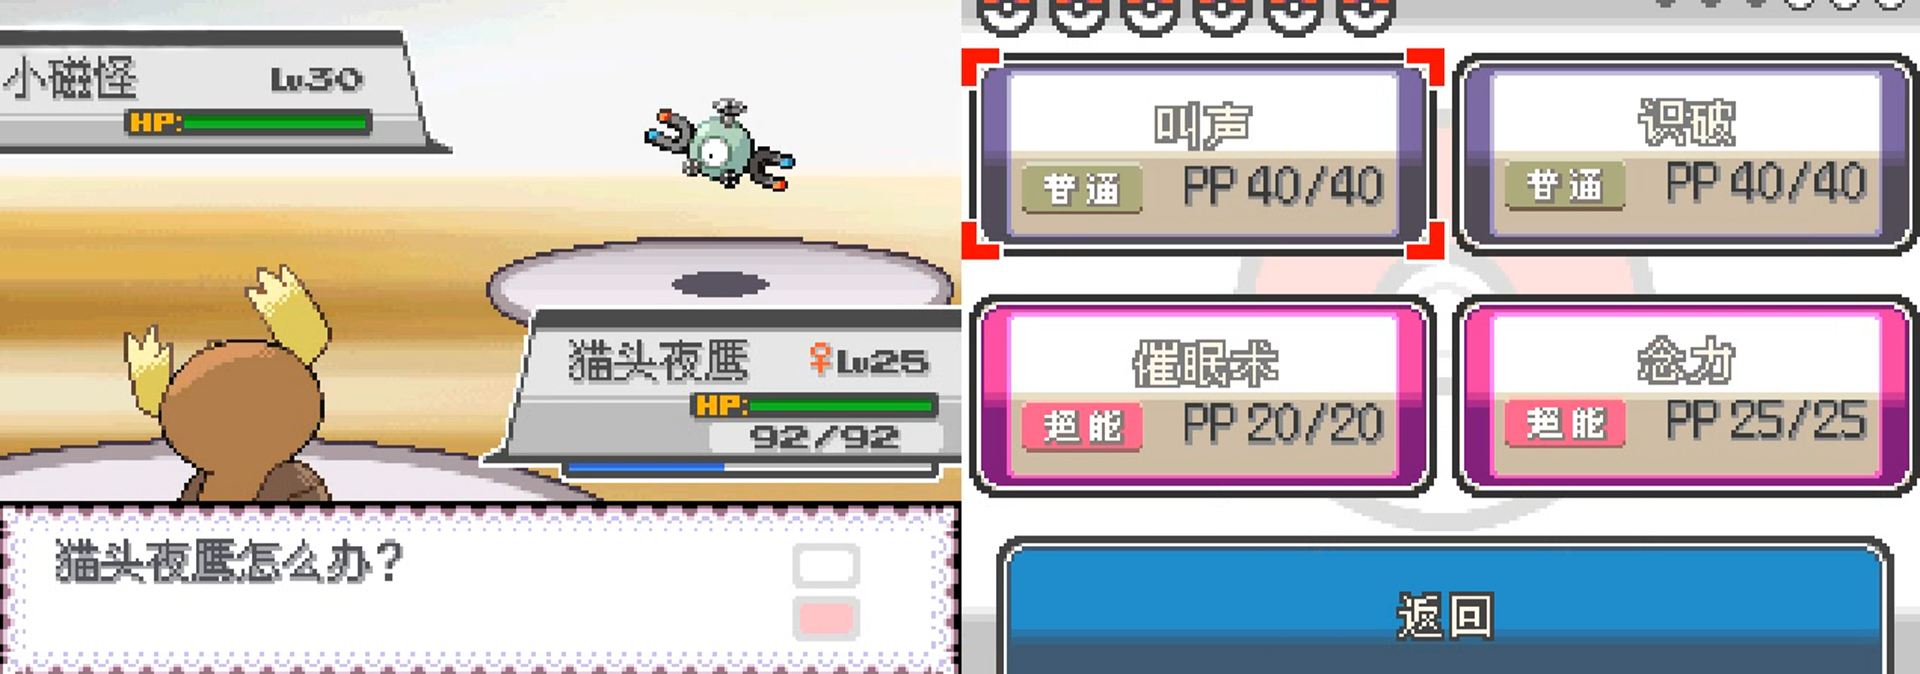 小磁怪 Lv30
HP:
猫头夜鹰 ♀Lv25
HP:
92/92
猫头夜鹰怎么办?
叫声
普通 PP 40/40
识破
普通 PP 40/40
催眠术
超能 PP 20/20
念力
超能 PP 25/25
返回